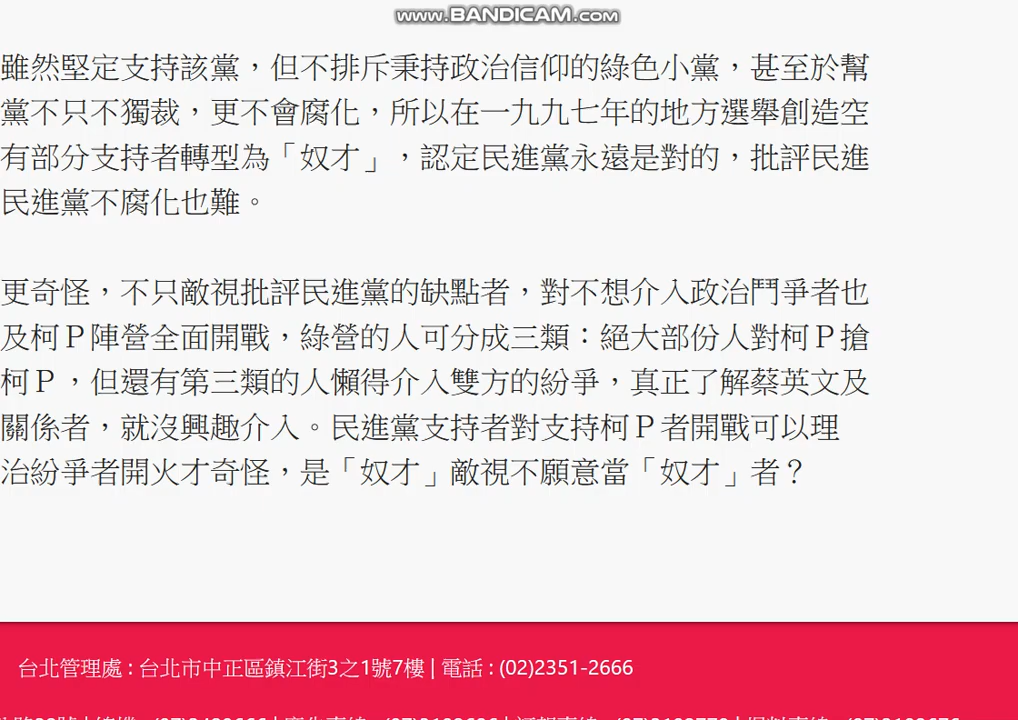 www.BANDICAM.com
雖然堅定支持該黨，但不排斥秉持政治信仰的綠色小黨，甚至於幫
黨不只不獨裁，更不會腐化，所以在一九九七年的地方選舉創造空
有部分支持者轉型為「奴才」，認定民進黨永遠是對的，批評民進
民進黨不腐化也難。
更奇怪，不只敵視批評民進黨的缺點者，對不想介入政治鬥爭者也
及柯Ｐ陣營全面開戰，綠營的人可分成三類：絕大部份人對柯Ｐ搶
柯Ｐ，但還有第三類的人懶得介入雙方的紛爭，真正了解蔡英文及
關係者，就沒興趣介入。民進黨支持者對支持柯Ｐ者開戰可以理
治紛爭者開火才奇怪，是「奴才」敵視不願意當「奴才」者？
台北管理處 : 台北市中正區鎮江街3之1號7樓 | 電話 : (02)2351-2666